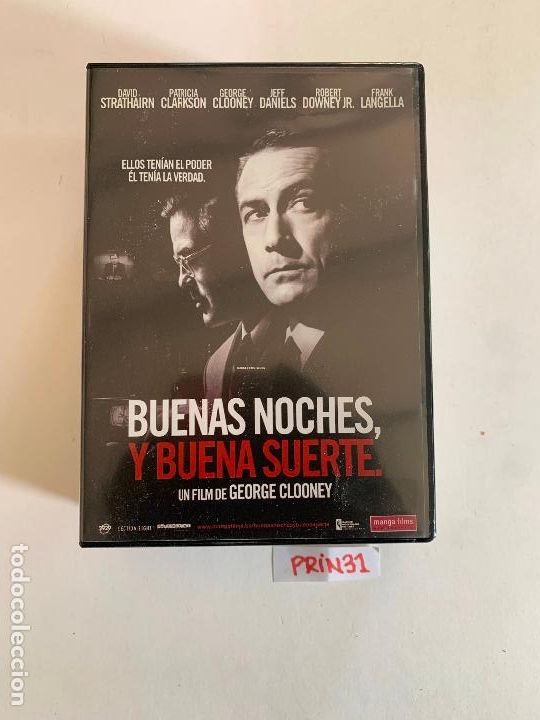 DAVID PATRICIA GEORGE JEFF ROBERT FRANK
STRATHAIRN CLARKSON CLOONEY DANIELS DOWNEY JR. LANGELLA
ELLOS TENÍAN EL PODER
ÉL TENÍA LA VERDAD.
BUENAS NOCHES,
Y BUENA SUERTE.
UN FILM DE GEORGE CLOONEY
manga films
PRIN31
todocoleccion